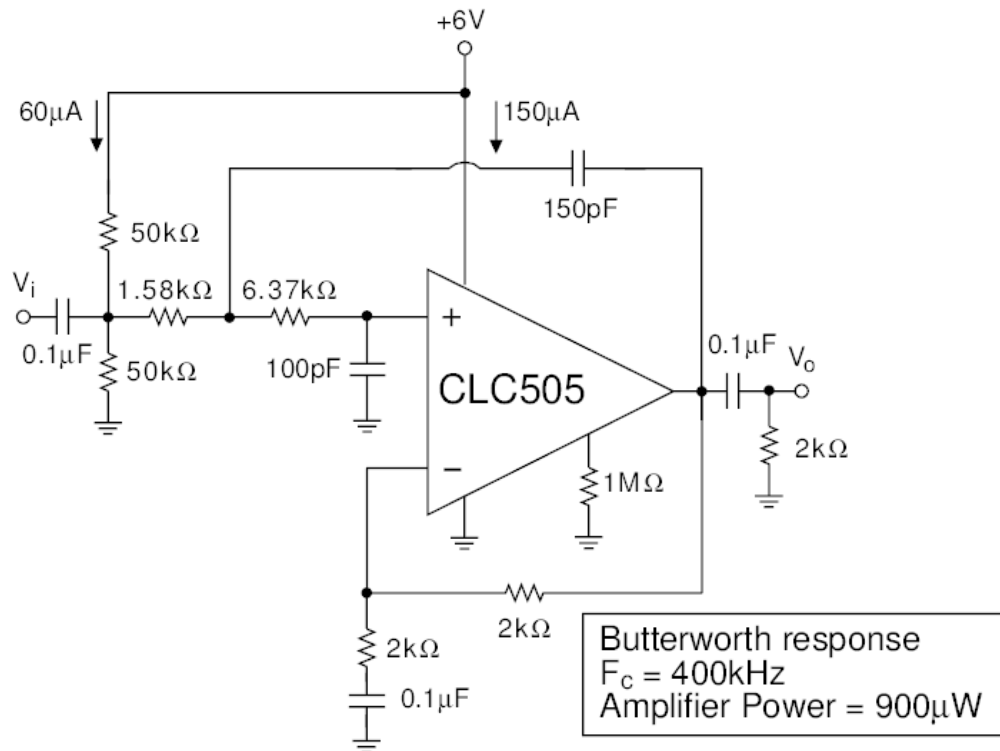 +6V
60μA
150μA
150pF
50kΩ
Vi
1.58kΩ
6.37kΩ
0.1μF
50kΩ
100pF
+
CLC505
−
0.1μF
Vo
2kΩ
1MΩ
2kΩ
2kΩ
0.1μF
Butterworth response
Fc = 400kHz
Amplifier Power = 900μW